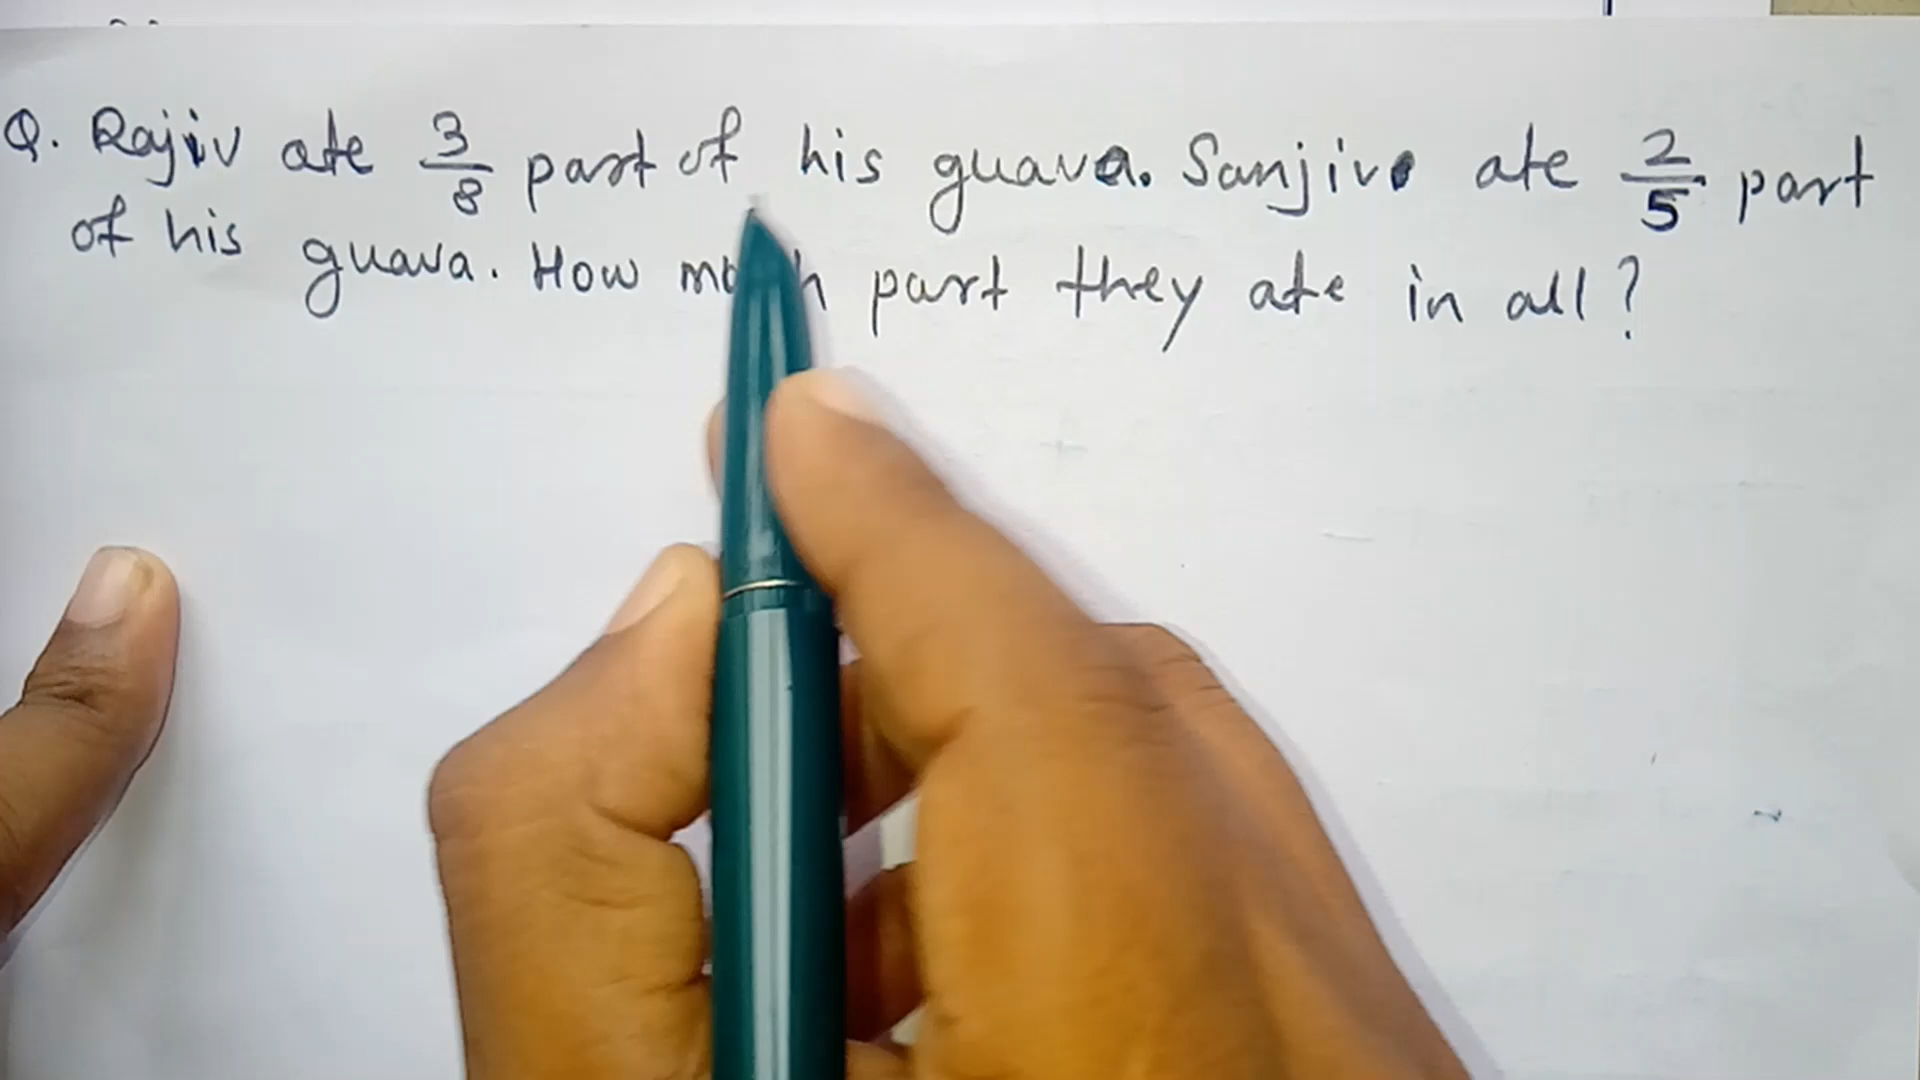 Q. Rajiv ate 3/8 part of his guava. Sanjiv ate 2/5 part
of his guava. How much part they ate in all?